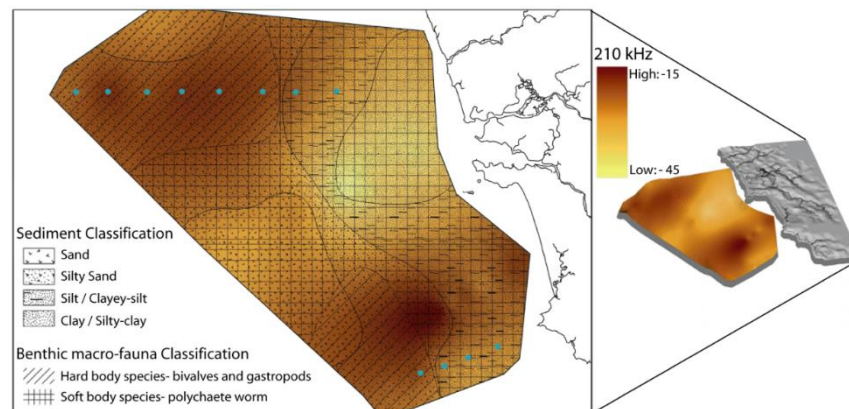 210 kHz
High: -15
Low: - 45
Sediment Classification
Sand
Silty Sand
Silt / Clayey-silt
Clay / Silty-clay
Benthic macro-fauna Classification
Hard body species- bivalves and gastropods
Soft body species- polychaete worm